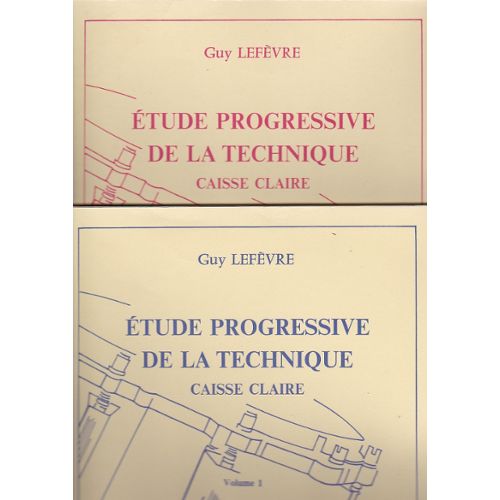 Guy LEFÈVRE
ÉTUDE PROGRESSIVE
DE LA TECHNIQUE
CAISSE CLAIRE
Guy LEFÊVRE
ÉTUDE PROGRESSIVE
DE LA TECHNIQUE
CAISSE CLAIRE
Volume 1